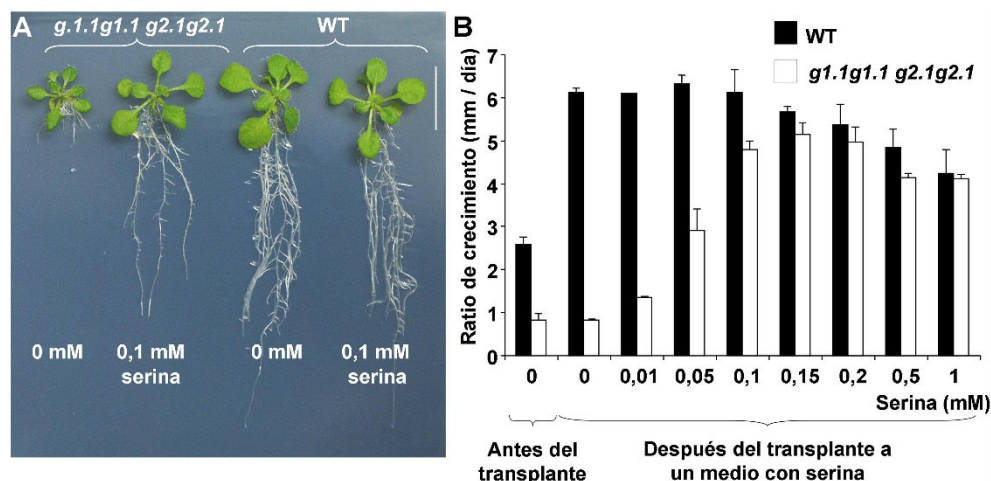 A
g.1.1g1.1 g2.1g2.1
WT
0 mM
0,1 mM
serina
0 mM
0,1 mM
serina
B
WT
g1.1g1.1 g2.1g2.1
Ratio de crecimiento (mm / día)
7
6
5
4
3
2
1
0
0 0 0,01 0,05 0,1 0,15 0,2 0,5 1
Serina (mM)
Antes del
transplante
Después del transplante a
un medio con serina